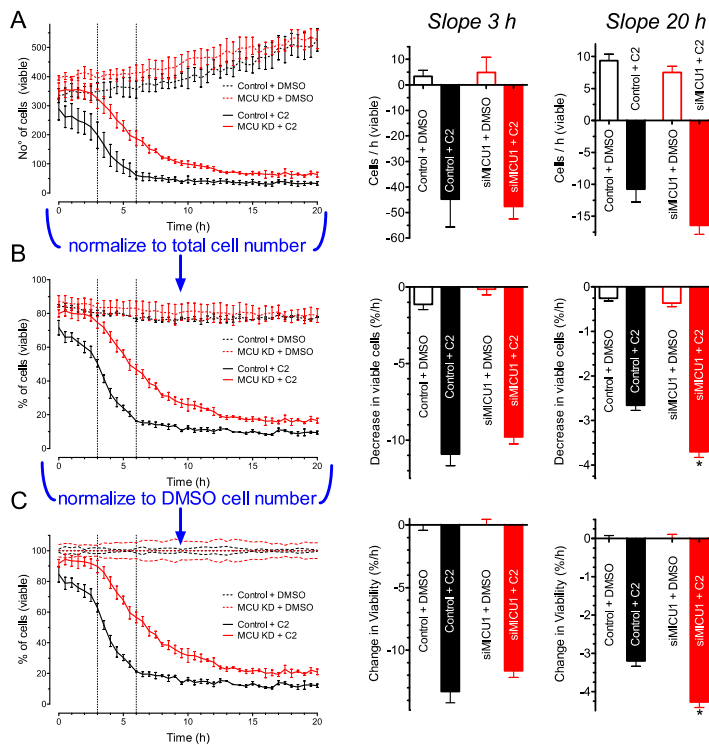 A
Slope 3 h
Slope 20 h
No° of cells (viable)
500
400
300
200
100
0
Control + DMSO
MCU KD + DMSO
Control + C2
MCU KD + C2
0
5
10
15
20
Time (h)
Cells / h (viable)
10
0
-10
-20
-30
-40
-50
-60
Control + DMSO
Control + C2
siMICU1 + DMSO
siMICU1 + C2
Cells / h (viable)
10
5
0
-5
-10
-15
Control + DMSO
Control + C2
siMICU1 + DMSO
siMICU1 + C2
normalize to total cell number
B
% of cells (viable)
100
80
60
40
20
0
Control + DMSO
MCU KD + DMSO
Control + C2
MCU KD + C2
0
5
10
15
20
Time (h)
Decrease in viable cells (%/h)
0
-5
-10
Control + DMSO
Control + C2
siMICU1 + DMSO
siMICU1 + C2
Decrease in viable cells (%/h)
0
-1
-2
-3
-4
Control + DMSO
Control + C2
siMICU1 + DMSO
siMICU1 + C2
*
normalize to DMSO cell number
C
% of cells (viable)
100
80
60
40
20
0
Control + DMSO
MCU KD + DMSO
Control + C2
MCU KD + C2
0
5
10
15
20
Time (h)
Change in Viability (%/h)
0
-5
-10
Control + DMSO
Control + C2
siMICU1 + DMSO
siMICU1 + C2
Change in Viability (%/h)
0
-1
-2
-3
-4
Control + DMSO
Control + C2
siMICU1 + DMSO
siMICU1 + C2
*